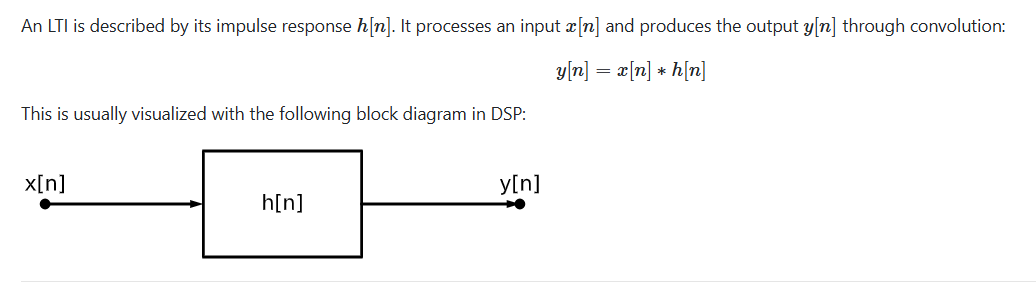 An LTI is described by its impulse response h[n]. It processes an input x[n] and produces the output y[n] through convolution:
y[n] = x[n] * h[n]
This is usually visualized with the following block diagram in DSP:
x[n]
h[n]
y[n]